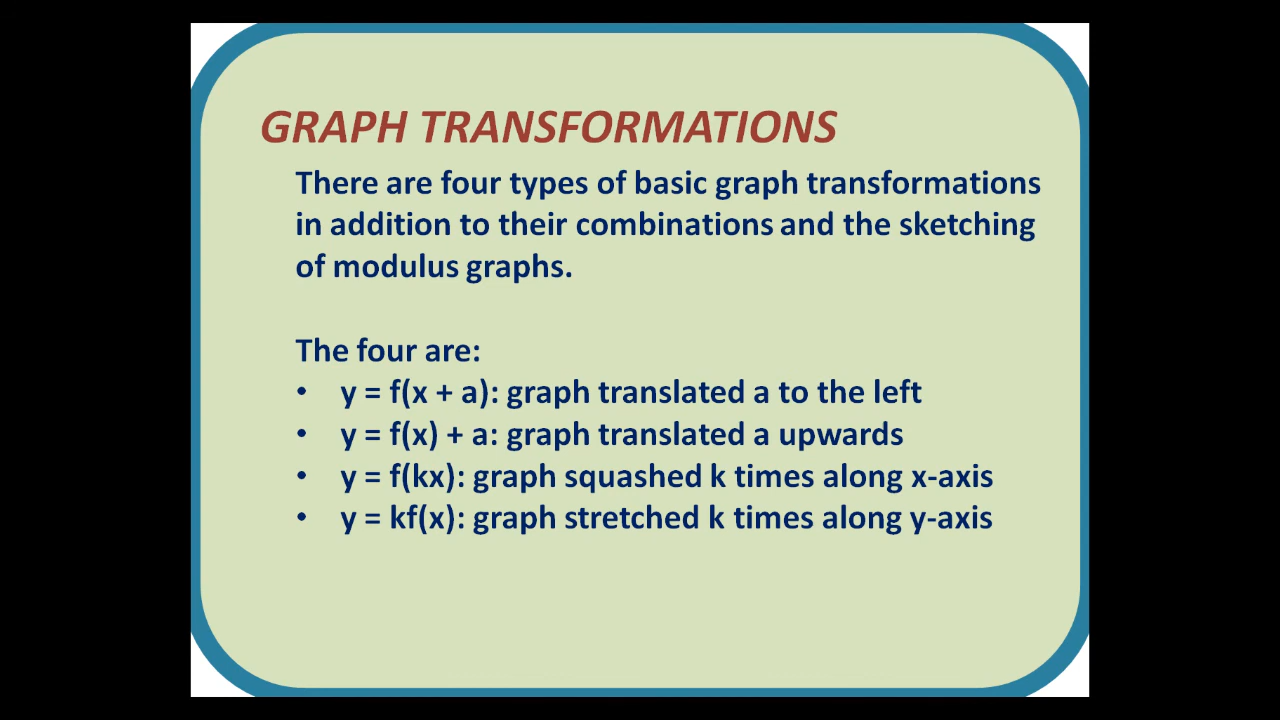 GRAPH TRANSFORMATIONS
There are four types of basic graph transformations
in addition to their combinations and the sketching
of modulus graphs.
The four are:
• y = f(x + a): graph translated a to the left
• y = f(x) + a: graph translated a upwards
• y = f(kx): graph squashed k times along x-axis
• y = kf(x): graph stretched k times along y-axis